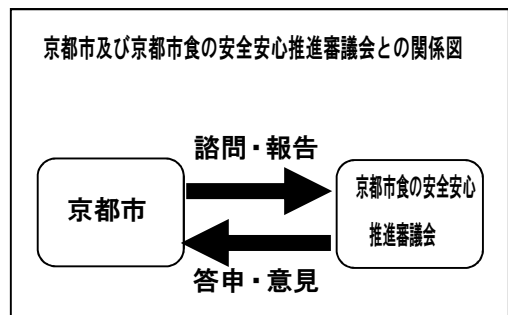 京都市及び京都市食の安全安心推進審議会との関係図
諮問・報告
京都市
京都市食の安全安心
推進審議会
答申・意見